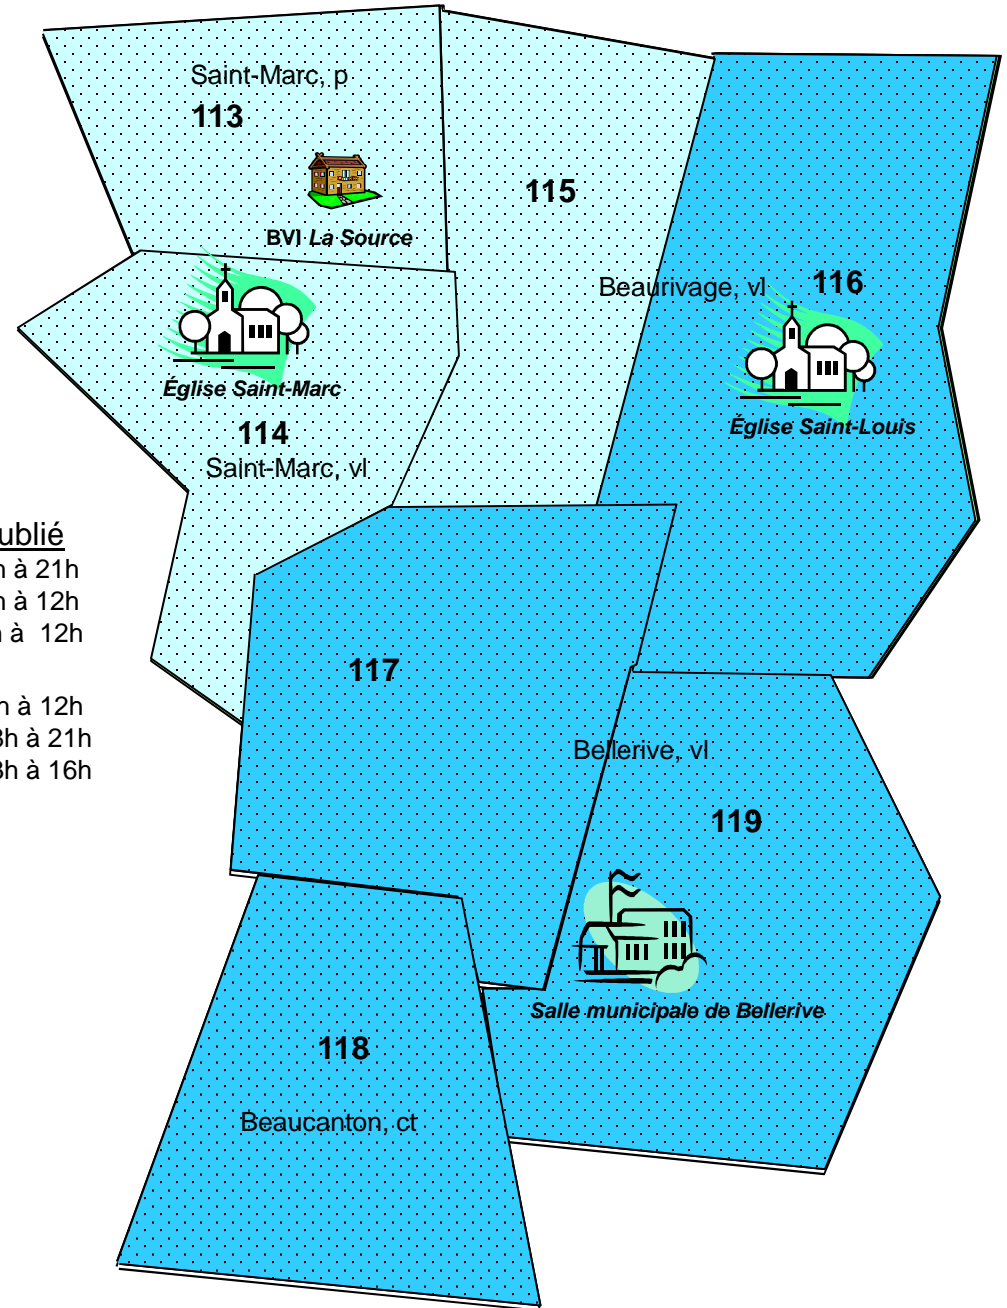 Saint-Marc, p
113
115
BVI La Source
116
Beaurivage, vl
Église Saint-Marc
Église Saint-Louis
114
Saint-Marc, vl
ublié
h à 21h
h à 12h
h à 12h
h à 12h
8h à 21h
8h à 16h
117
Bellerive, vl
119
Salle municipale de Bellerive
118
Beaucanton, ct